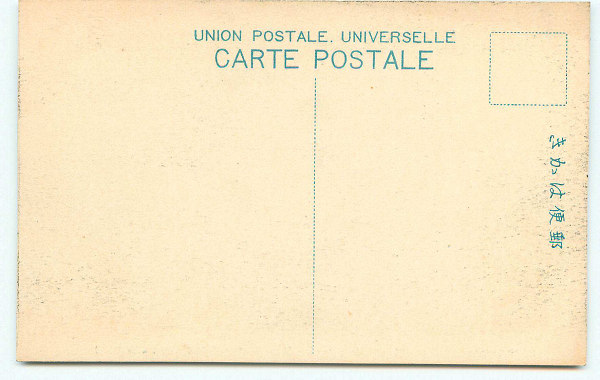 UNION POSTALE. UNIVERSELLE
CARTE POSTALE
郵便はかき